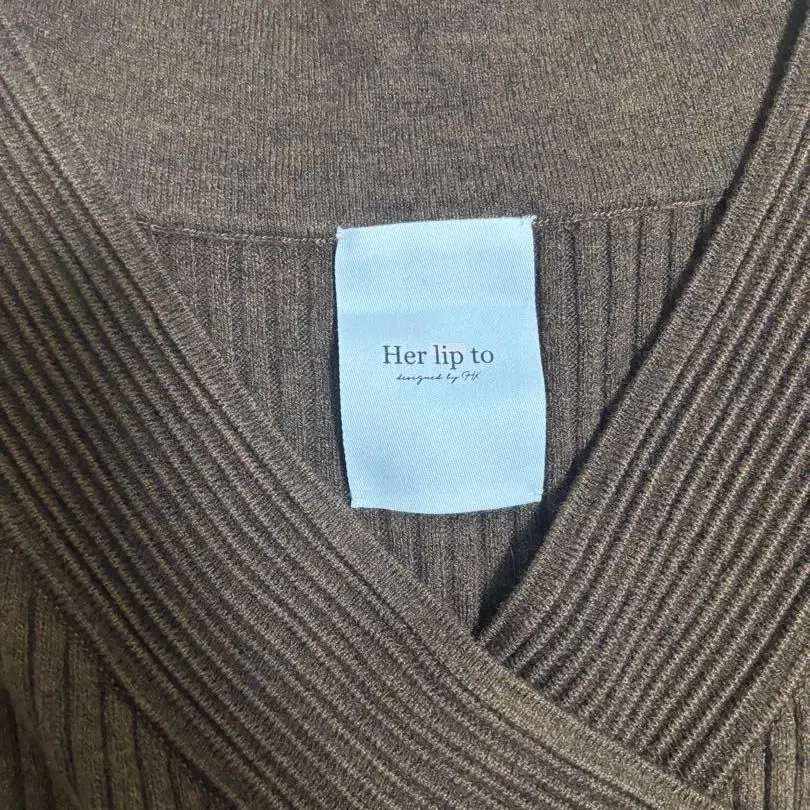 Her lip to
designed by HK